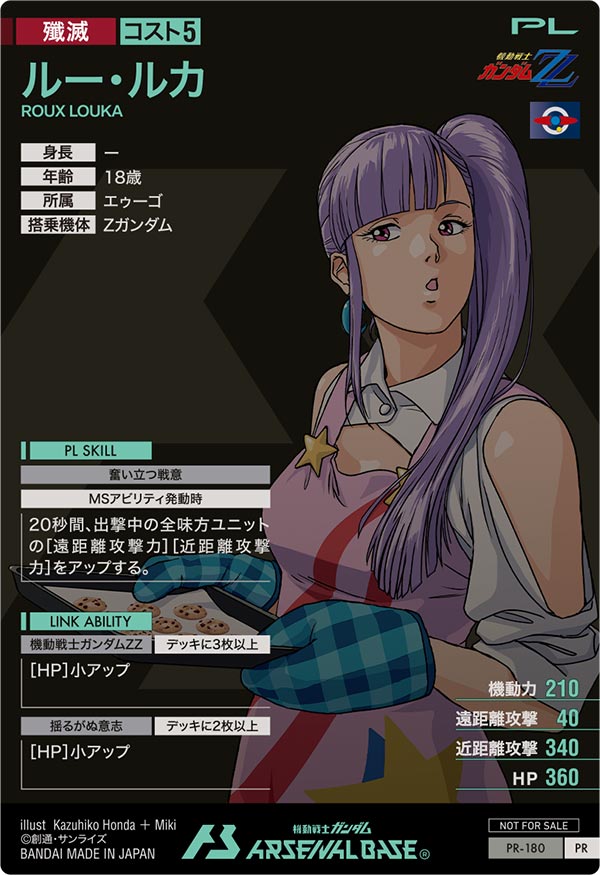 殲滅 コスト5
PL
ルー・ルカ
ROUX LOUKA
機動戦士
ガンダムZZ
身長 ー
年齢 18歳
所属 エゥーゴ
搭乗機体 Zガンダム
PL SKILL
奮い立つ戦意
MSアビリティ発動時
20秒間、出撃中の全味方ユニット
の[遠距離攻撃力][近距離攻撃
力]をアップする。
LINK ABILITY
機動戦士ガンダムZZ デッキに3枚以上
[HP]小アップ
揺るがぬ意志 デッキに2枚以上
[HP]小アップ
機動力 210
遠距離攻撃 40
近距離攻撃 340
HP 360
illust Kazuhiko Honda + Miki
©創通・サンライズ
BANDAI MADE IN JAPAN
機動戦士ガンダム
ARSENAL BASE®
NOT FOR SALE
PR-180 PR